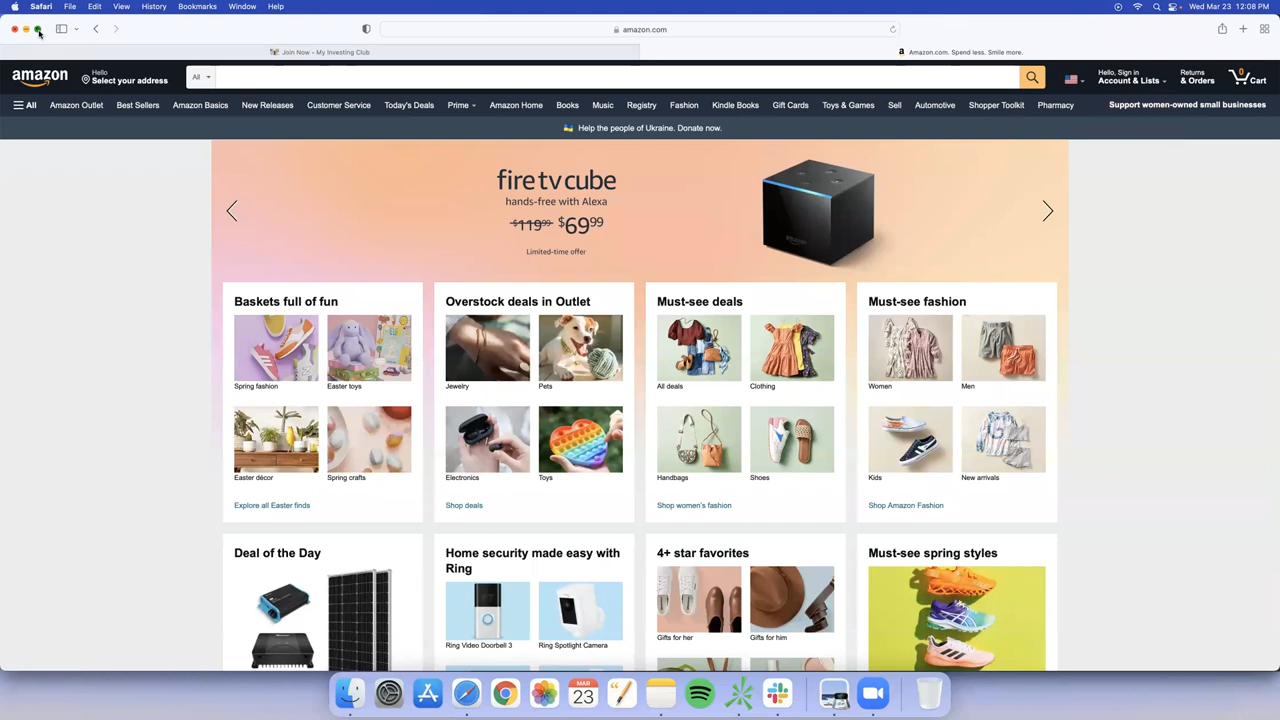 Safari File Edit View History Bookmarks Window Help
Wed Mar 23 12:08 PM
amazon.com
Join Now – My Investing Club
Amazon.com. Spend less. Smile more.
amazon
Hello
Select your address
All
Hello, Sign in
Account & Lists
Returns
& Orders
0
Cart
All Amazon Outlet Best Sellers Amazon Basics New Releases Customer Service Today's Deals Prime Amazon Home Books Music Registry Fashion Kindle Books Gift Cards Toys & Games Sell Automotive Shopper Toolkit Pharmacy Support women-owned small businesses
Help the people of Ukraine. Donate now.
fire tv cube
hands-free with Alexa
$119.99 $69.99
Limited-time offer
Baskets full of fun
Spring fashion
Easter toys
Easter décor
Spring crafts
Explore all Easter finds
Overstock deals in Outlet
Jewelry
Pets
Electronics
Toys
Shop deals
Must-see deals
All deals
Clothing
Handbags
Shoes
Shop women's fashion
Must-see fashion
Women
Men
Kids
New arrivals
Shop Amazon Fashion
Deal of the Day
Home security made easy with
Ring
Ring Video Doorbell 3
Ring Spotlight Camera
4+ star favorites
Gifts for her
Gifts for him
Must-see spring styles
MAR
23